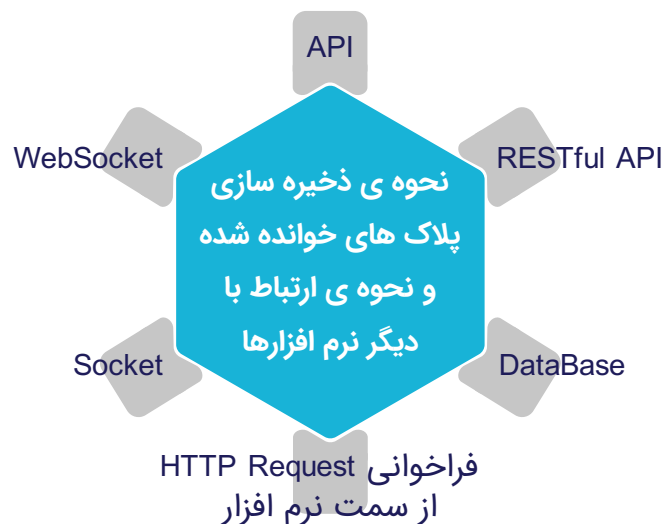 API
WebSocket
RESTful API
نحوه ی ذخیره سازی
پلاک های خوانده شده
و نحوه ی ارتباط با
دیگر نرم افزارها
Socket
DataBase
فراخوانی HTTP Request
از سمت نرم افزار